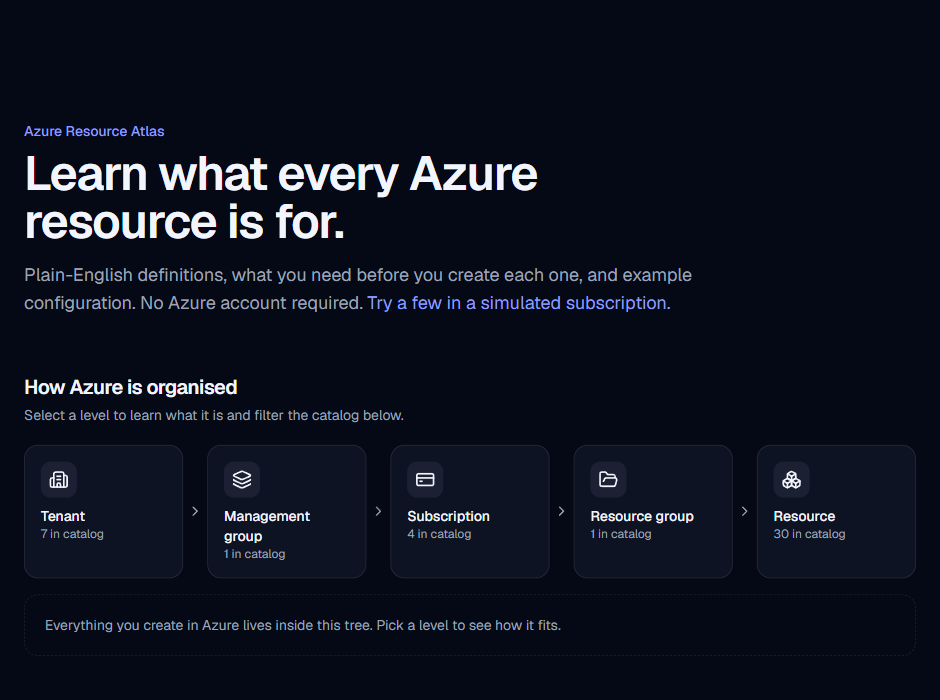 Azure Resource Atlas
Learn what every Azure
resource is for.
Plain-English definitions, what you need before you create each one, and example
configuration. No Azure account required. Try a few in a simulated subscription.
How Azure is organised
Select a level to learn what it is and filter the catalog below.
Tenant
7 in catalog
Management
group
1 in catalog
Subscription
4 in catalog
Resource group
1 in catalog
Resource
30 in catalog
Everything you create in Azure lives inside this tree. Pick a level to see how it fits.